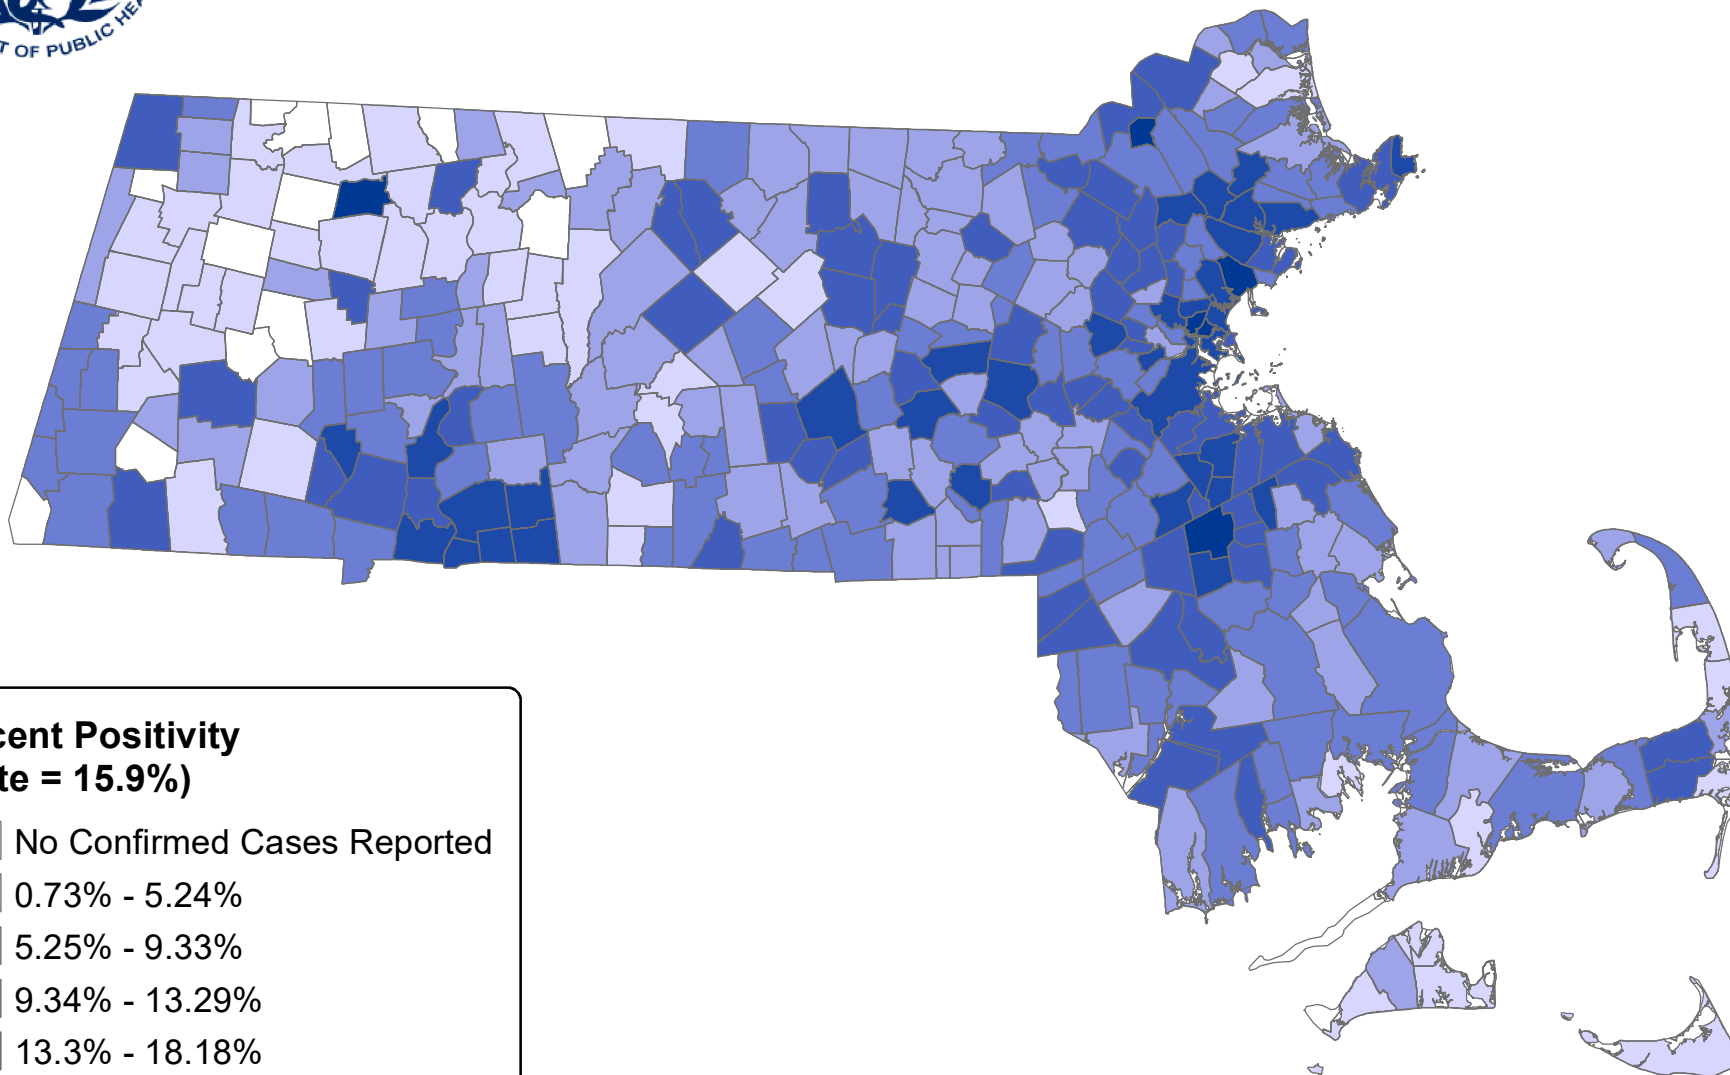 T OF PUBLIC HEA
cent Positivity
te = 15.9%)
No Confirmed Cases Reported
0.73% - 5.24%
5.25% - 9.33%
9.34% - 13.29%
13.3% - 18.18%